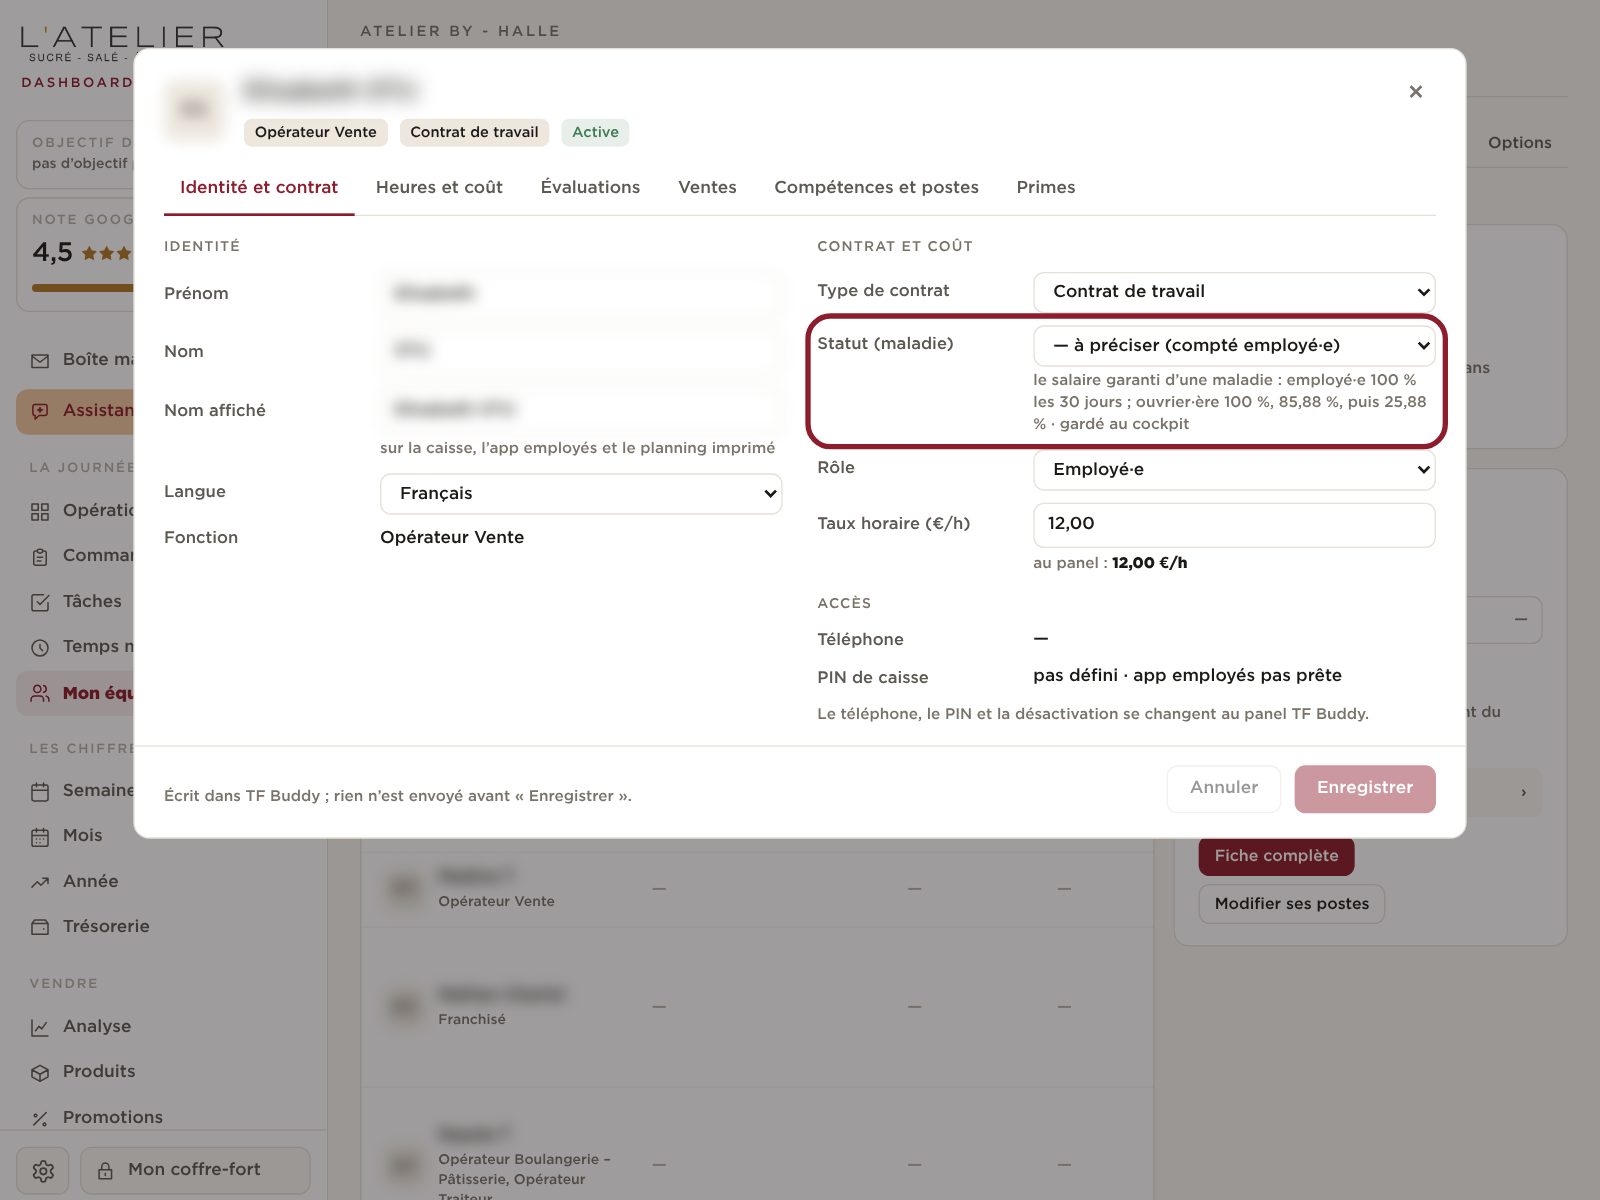 L'ATELIER
SUCRÉ - SALÉ -
DASHBOARD
ATELIER BY - HALLE
OBJECTIF D
pas d'objectif
NOTE GOOG
4,5 ★★★
Boîte ma
Assistan
LA JOURNÉE
Opératio
Comman
Tâches
Temps m
Mon équ
LES CHIFFRE
Semaine
Mois
Année
Trésorerie
VENDRE
Analyse
Produits
Promotions
Mon coffre-fort
Options
ans
—
nt du
›
Fiche complète
Modifier ses postes
×
Opérateur Vente
Contrat de travail
Active
Identité et contrat
Heures et coût
Évaluations
Ventes
Compétences et postes
Primes
IDENTITÉ
Prénom
Nom
Nom affiché
sur la caisse, l'app employés et le planning imprimé
Langue
Français
Fonction
Opérateur Vente
CONTRAT ET COÛT
Type de contrat
Contrat de travail
Statut (maladie)
— à préciser (compté employé·e)
le salaire garanti d'une maladie : employé·e 100 %
les 30 jours ; ouvrier·ère 100 %, 85,88 %, puis 25,88
% · gardé au cockpit
Rôle
Employé·e
Taux horaire (€/h)
12,00
au panel : 12,00 €/h
ACCÈS
Téléphone
—
PIN de caisse
pas défini · app employés pas prête
Le téléphone, le PIN et la désactivation se changent au panel TF Buddy.
Écrit dans TF Buddy ; rien n'est envoyé avant « Enregistrer ».
Annuler
Enregistrer
Opérateur Vente
— — —
Franchisé
— — —
Opérateur Boulangerie –
Pâtisserie, Opérateur
Traiteur
— — —